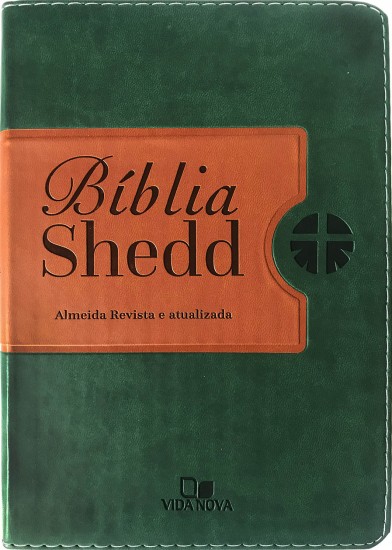 Bíblia
Shedd
Almeida Revista e atualizada
VIDA NOVA